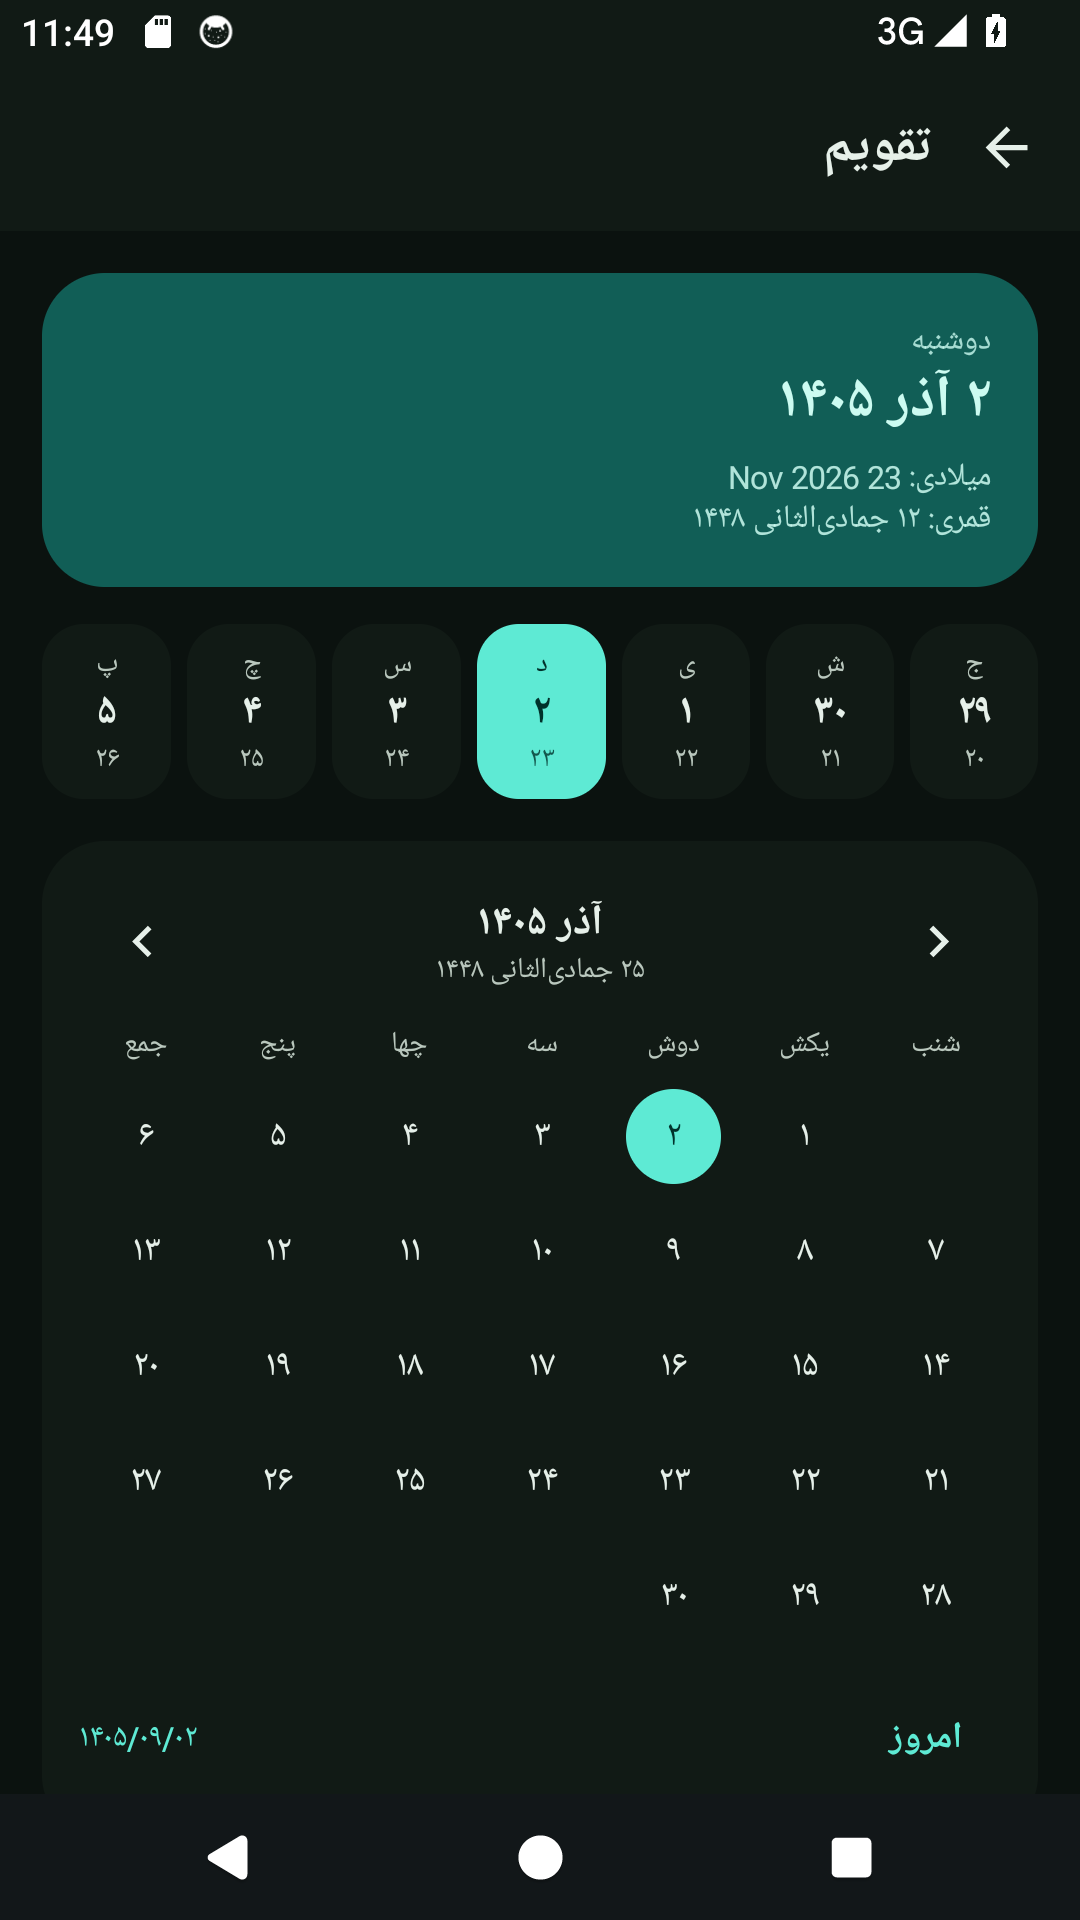 11:49 3G
تقویم
دوشنبه
۲ آذر ۱۴۰۵
میلادی: 23 Nov 2026
قمری: ۱۲ جمادی‌الثانی ۱۴۴۸
ج ش ی د س چ پ
۲۹ ۳۰ ۱ ۲ ۳ ۴ ۵
۲۰ ۲۱ ۲۲ ۲۳ ۲۴ ۲۵ ۲۶
آذر ۱۴۰۵
۲۵ جمادی‌الثانی ۱۴۴۸
شنب یکش دوش سه چها پنج جمع
۱ ۲ ۳ ۴ ۵ ۶
۷ ۸ ۹ ۱۰ ۱۱ ۱۲ ۱۳
۱۴ ۱۵ ۱۶ ۱۷ ۱۸ ۱۹ ۲۰
۲۱ ۲۲ ۲۳ ۲۴ ۲۵ ۲۶ ۲۷
۲۸ ۲۹ ۳۰
امروز ۱۴۰۵/۰۹/۰۲